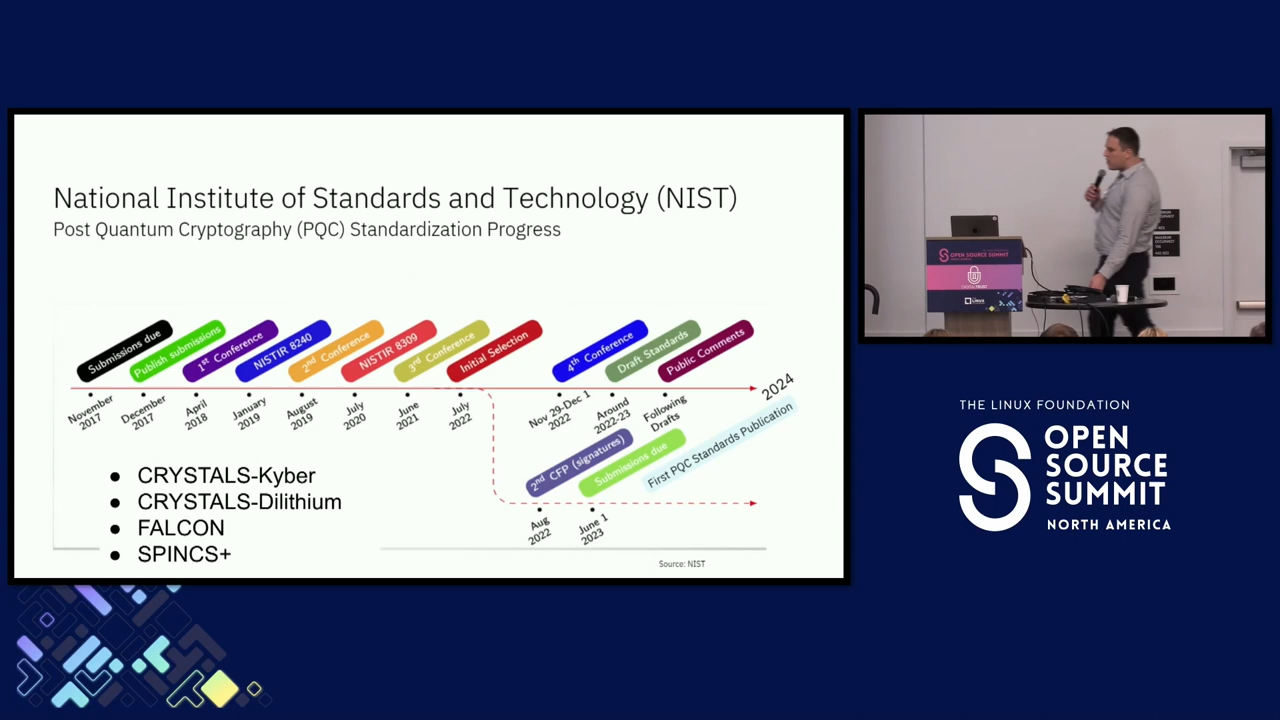 National Institute of Standards and Technology (NIST)
Post Quantum Cryptography (PQC) Standardization Progress
Submissions due
Publish submissions
1st Conference
NISTIR 8240
2nd Conference
NISTIR 8309
3rd Conference
Initial Selection
4th Conference
Draft Standards
Public Comments
November
2017
December
2017
April
2018
January
2019
August
2019
July
2020
June
2021
July
2022
Nov 29-Dec 1
2022
Around
2022-23
Following
Drafts
2024
2nd CFP (signatures)
Submissions due
First PQC Standards Publication
Aug
2022
June 1
2023
● CRYSTALS-Kyber
● CRYSTALS-Dilithium
● FALCON
● SPINCS+
Source: NIST
OPEN SOURCE SUMMIT
THE LINUX FOUNDATION
OPEN
SOURCE
SUMMIT
NORTH AMERICA